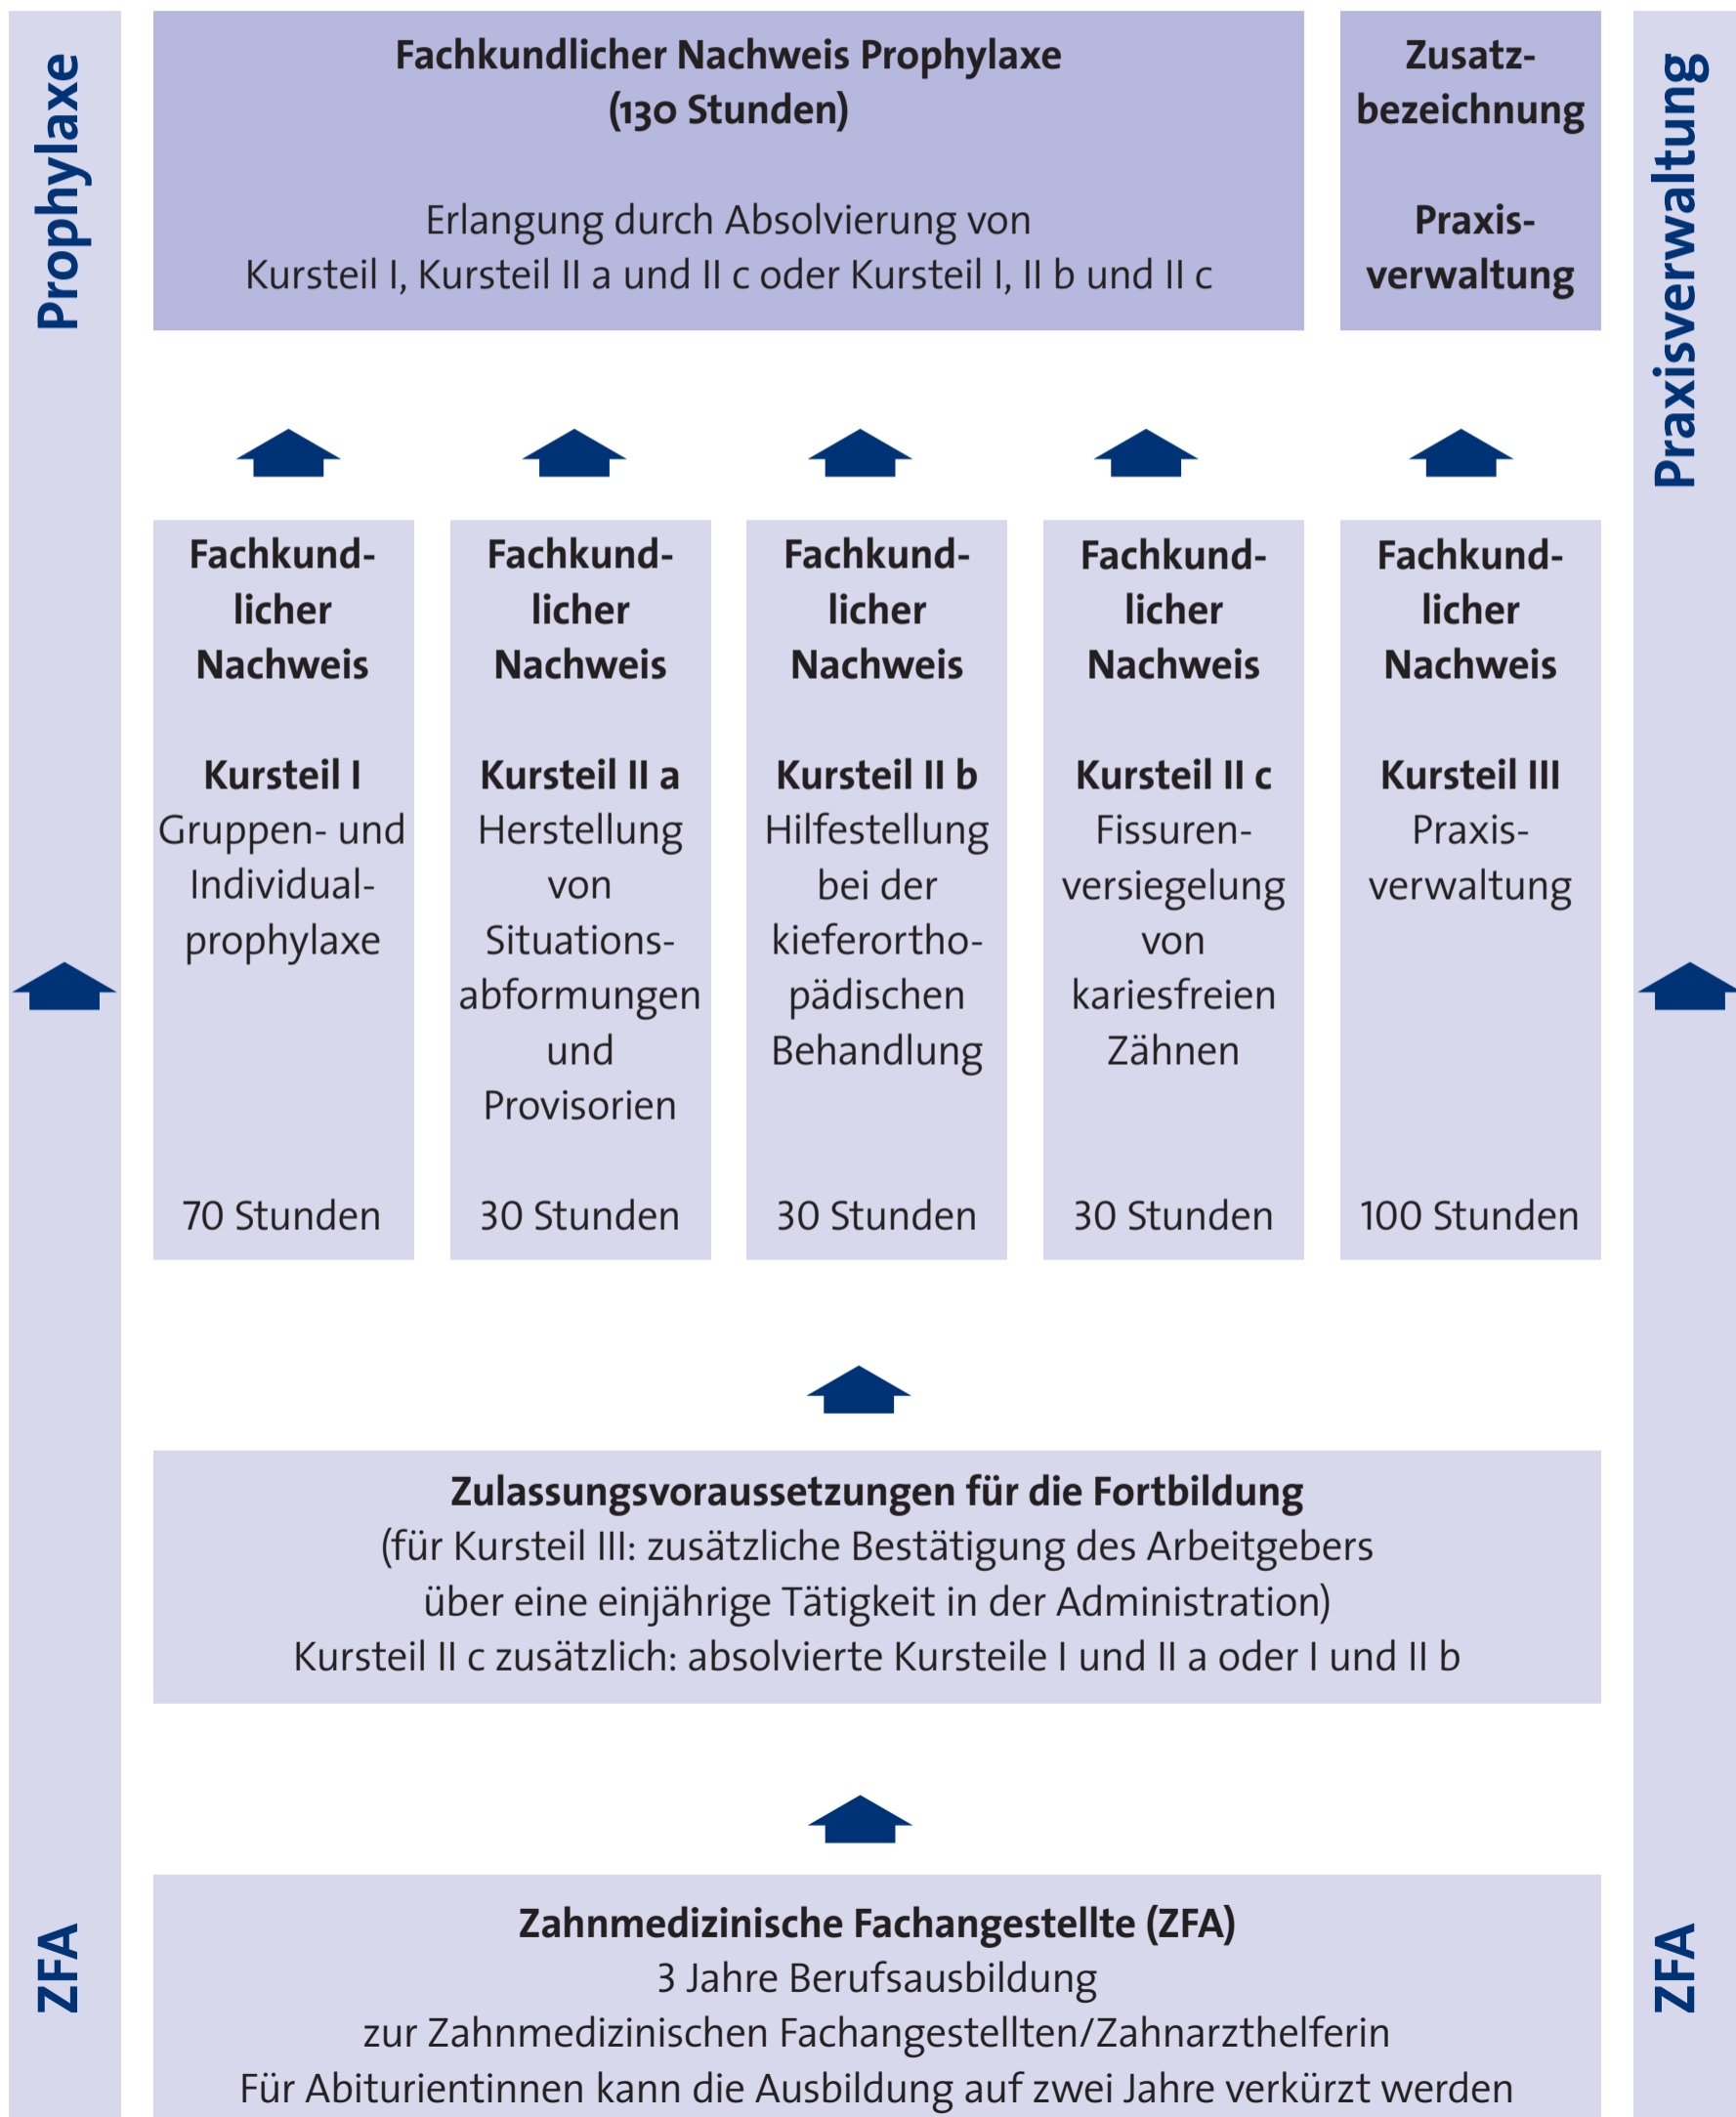 Prophylaxe
ZFA
Fachkundlicher Nachweis Prophylaxe
(130 Stunden)
Erlangung durch Absolvierung von
Kursteil I, Kursteil II a und II c oder Kursteil I, II b und II c
Zusatz-
bezeichnung
Praxis-
verwaltung
Praxisverwaltung
ZFA
Fachkund-
licher
Nachweis
Kursteil I
Gruppen- und
Individual-
prophylaxe
70 Stunden
Fachkund-
licher
Nachweis
Kursteil II a
Herstellung
von
Situations-
abformungen
und
Provisorien
30 Stunden
Fachkund-
licher
Nachweis
Kursteil II b
Hilfestellung
bei der
kieferortho-
pädischen
Behandlung
30 Stunden
Fachkund-
licher
Nachweis
Kursteil II c
Fissuren-
versiegelung
von
kariesfreien
Zähnen
30 Stunden
Fachkund-
licher
Nachweis
Kursteil III
Praxis-
verwaltung
100 Stunden
Zulassungsvoraussetzungen für die Fortbildung
(für Kursteil III: zusätzliche Bestätigung des Arbeitgebers
über eine einjährige Tätigkeit in der Administration)
Kursteil II c zusätzlich: absolvierte Kursteile I und II a oder I und II b
Zahnmedizinische Fachangestellte (ZFA)
3 Jahre Berufsausbildung
zur Zahnmedizinischen Fachangestellten/Zahnarzthelferin
Für Abiturientinnen kann die Ausbildung auf zwei Jahre verkürzt werden